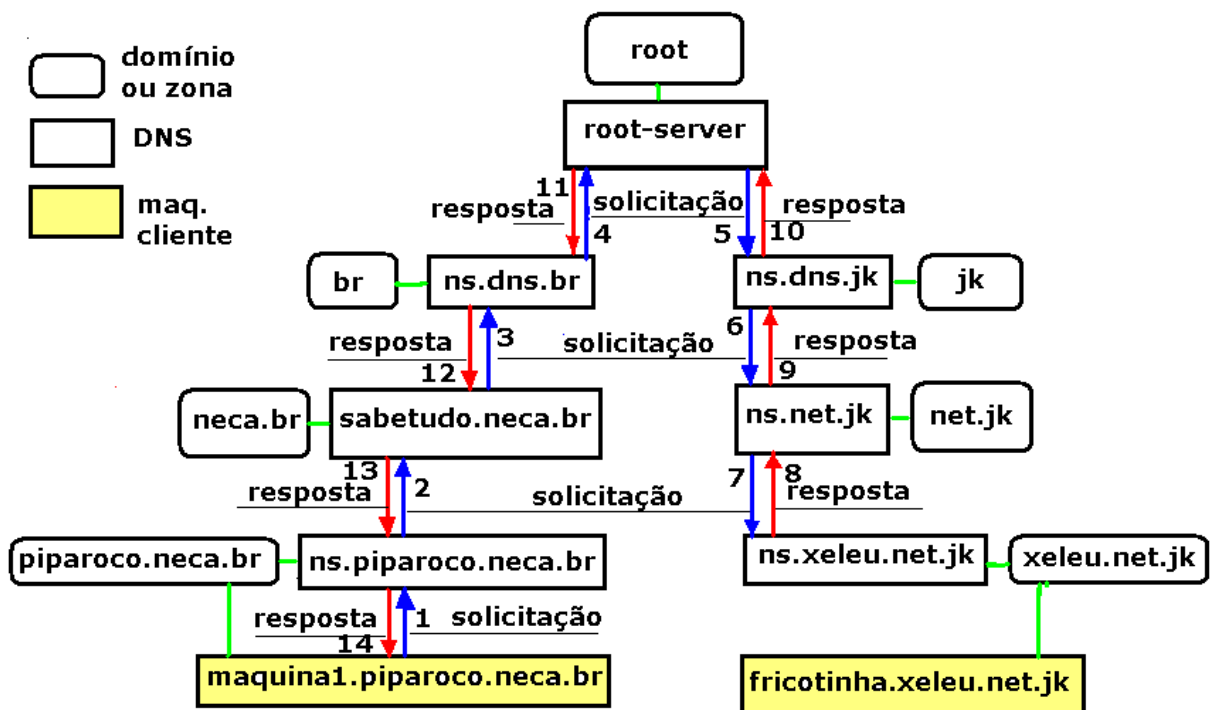 domínio
ou zona
DNS
maq.
cliente
root
root-server
11
resposta
solicitação
resposta
4
5
10
br
ns.dns.br
ns.dns.jk
jk
resposta
3
solicitação
6
resposta
12
9
neca.br
sabetudo.neca.br
ns.net.jk
net.jk
13
resposta
2
solicitação
7
8
resposta
piparoco.neca.br
ns.piparoco.neca.br
ns.xeleu.net.jk
xeleu.net.jk
resposta
1
solicitação
14
maquina1.piparoco.neca.br
fricotinha.xeleu.net.jk